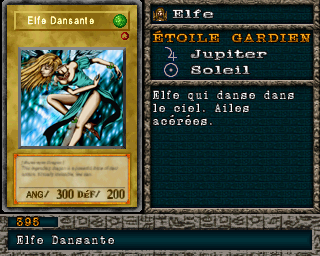 Elfe Dansante
ANG/ 300 DÉF/ 200
Elfe
ÉTOILE GARDIEN
Jupiter
Soleil
Elfe qui danse dans
le ciel. Ailes
acérées.
395
Elfe Dansante